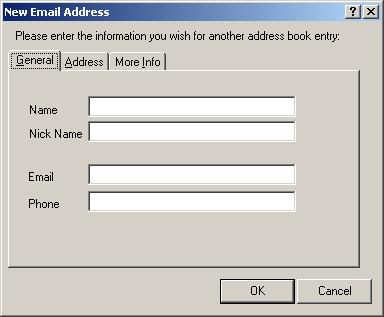 New Email Address
Please enter the information you wish for another address book entry:
General Address More Info
Name
Nick Name
Email
Phone
OK Cancel